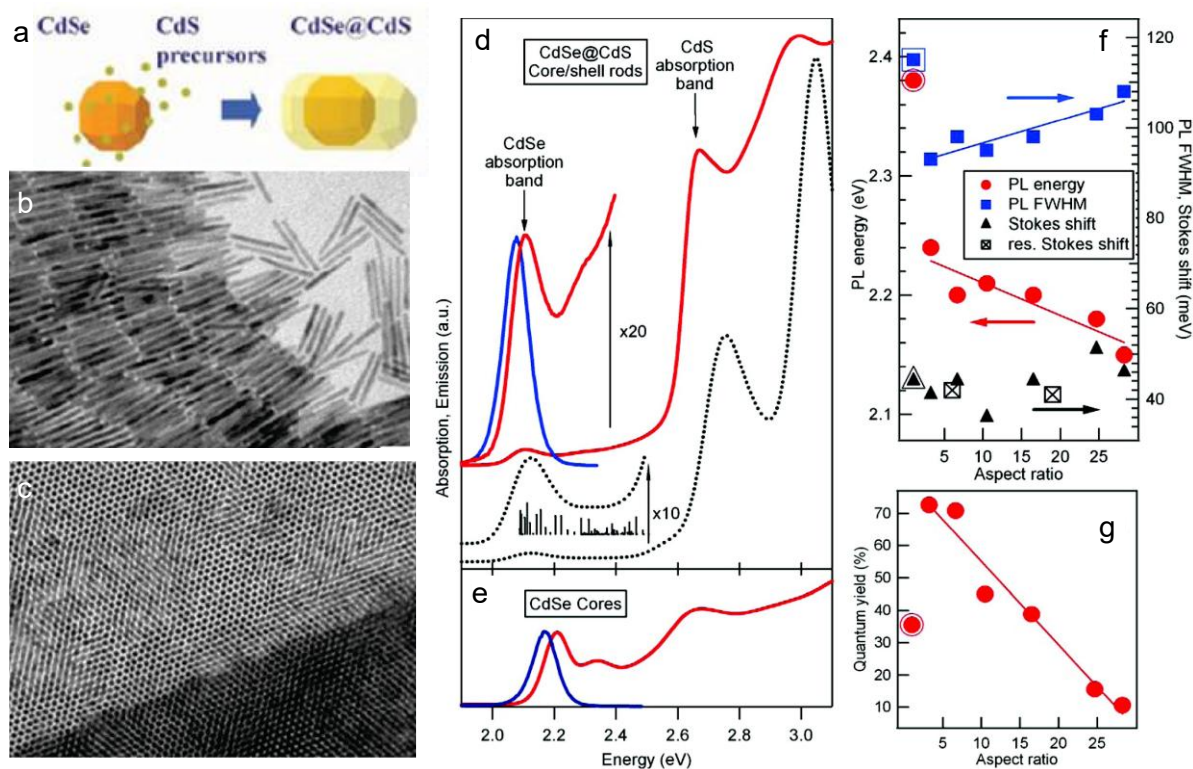 a
CdSe
CdS
precursors
CdSe@CdS
b
c
d
CdSe@CdS
Core/shell rods
CdS
absorption
band
CdSe
absorption
band
x20
x10
Absorption, Emission (a.u.)
e
CdSe Cores
2.0 2.2 2.4 2.6 2.8 3.0
Energy (eV)
f
2.4
2.3
2.2
2.1
PL energy (eV)
120
100
80
60
40
PL FWHM, Stokes shift (meV)
PL energy
PL FWHM
Stokes shift
res. Stokes shift
5 10 15 20 25
Aspect ratio
g
70
60
50
40
30
20
10
Quantum yield (%)
5 10 15 20 25
Aspect ratio